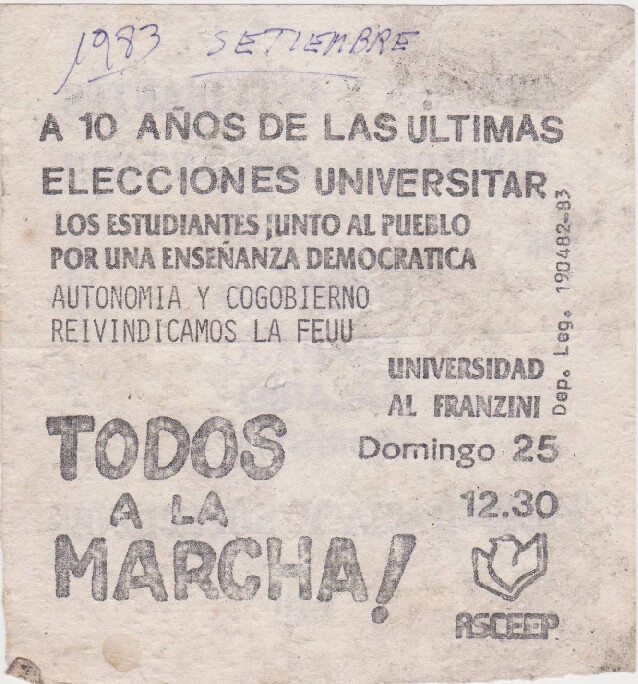 1983 SETIEMBRE
A 10 AÑOS DE LAS ULTIMAS
ELECCIONES UNIVERSITAR
LOS ESTUDIANTES JUNTO AL PUEBLO
POR UNA ENSEÑANZA DEMOCRATICA
AUTONOMIA Y COGOBIERNO
REIVINDICAMOS LA FEUU
UNIVERSIDAD
AL FRANZINI
Dep. Leg. 190482-83
Domingo 25
12.30
TODOS
A LA
MARCHA!
ASCEEP